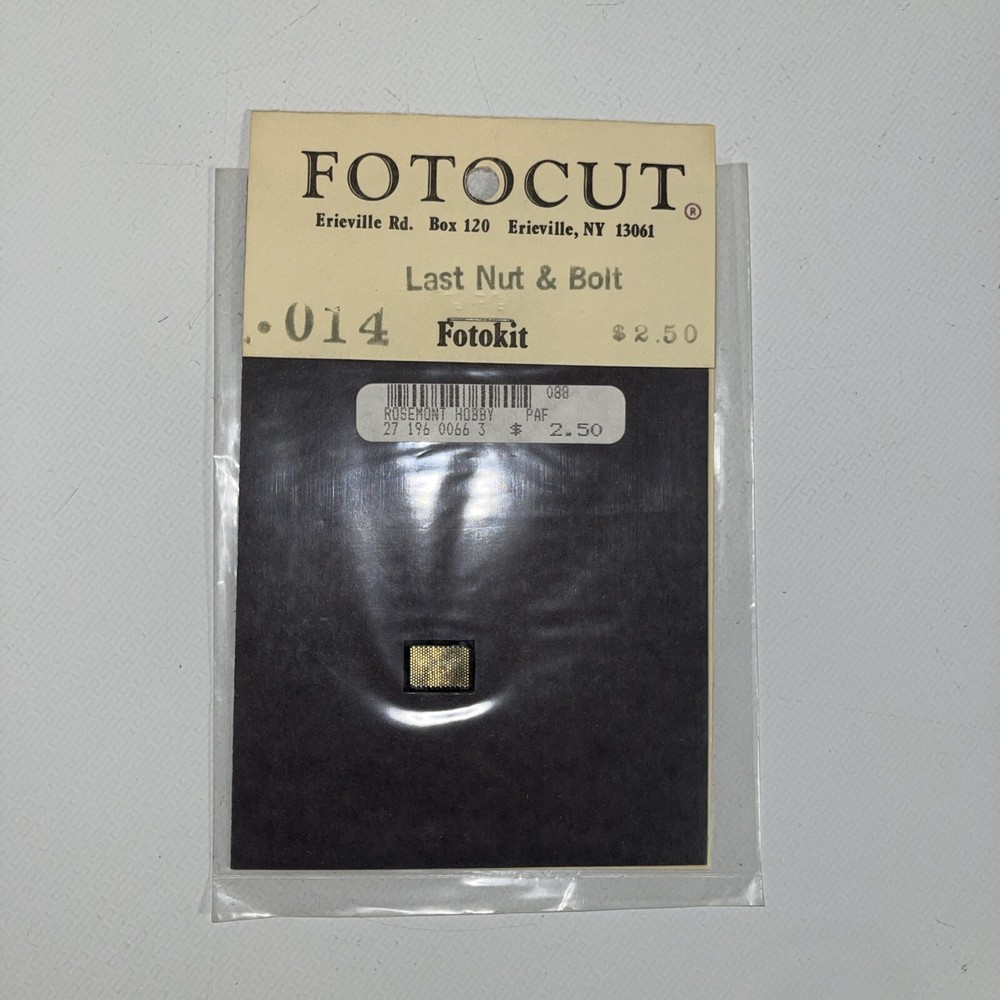 FOTOCUT ®
Erieville Rd. Box 120 Erieville, NY 13061
Last Nut & Bolt
.014 Fotokit $2.50
088
ROSEMONT HOBBY PAF
27 196 0066 3 $ 2.50